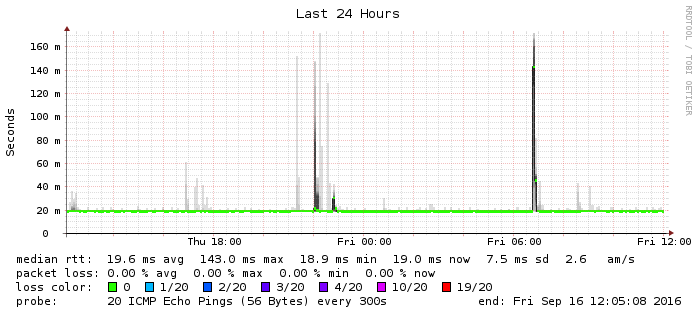 Last 24 Hours
RRDTOOL / TOBI OETIKER
Seconds
160 m
140 m
120 m
100 m
80 m
60 m
40 m
20 m
0
Thu 18:00 Fri 00:00 Fri 06:00 Fri 12:00
median rtt: 19.6 ms avg 143.0 ms max 18.9 ms min 19.0 ms now 7.5 ms sd 2.6 am/s
packet loss: 0.00 % avg 0.00 % max 0.00 % min 0.00 % now
loss color: 0 1/20 2/20 3/20 4/20 10/20 19/20
probe: 20 ICMP Echo Pings (56 Bytes) every 300s end: Fri Sep 16 12:05:08 2016